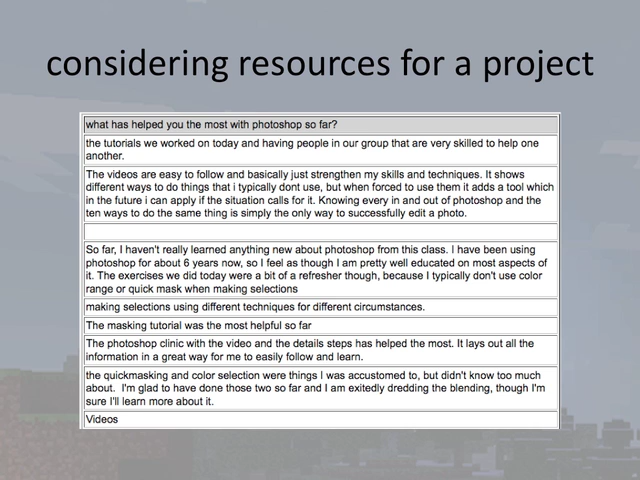 considering resources for a project
what has helped you the most with photoshop so far?
the tutorials we worked on today and having people in our group that are very skilled to help one
another.
The videos are easy to follow and basically just strengthen my skills and techniques. It shows
different ways to do things that i typically dont use, but when forced to use them it adds a tool which
in the future i can apply if the situation calls for it. Knowing every in and out of photoshop and the
ten ways to do the same thing is simply the only way to successfully edit a photo.
So far, I haven't really learned anything new about photoshop from this class. I have been using
photoshop for about 6 years now, so I feel as though I am pretty well educated on most aspects of
it. The exercises we did today were a bit of a refresher though, because I typically don't use color
range or quick mask when making selections
making selections using different techniques for different circumstances.
The masking tutorial was the most helpful so far
The photoshop clinic with the video and the details steps has helped the most. It lays out all the
information in a great way for me to easily follow and learn.
the quickmasking and color selection were things I was accustomed to, but didn't know too much
about.  I'm glad to have done those two so far and I am exitedly dredding the blending, though I'm
sure I'll learn more about it.
Videos